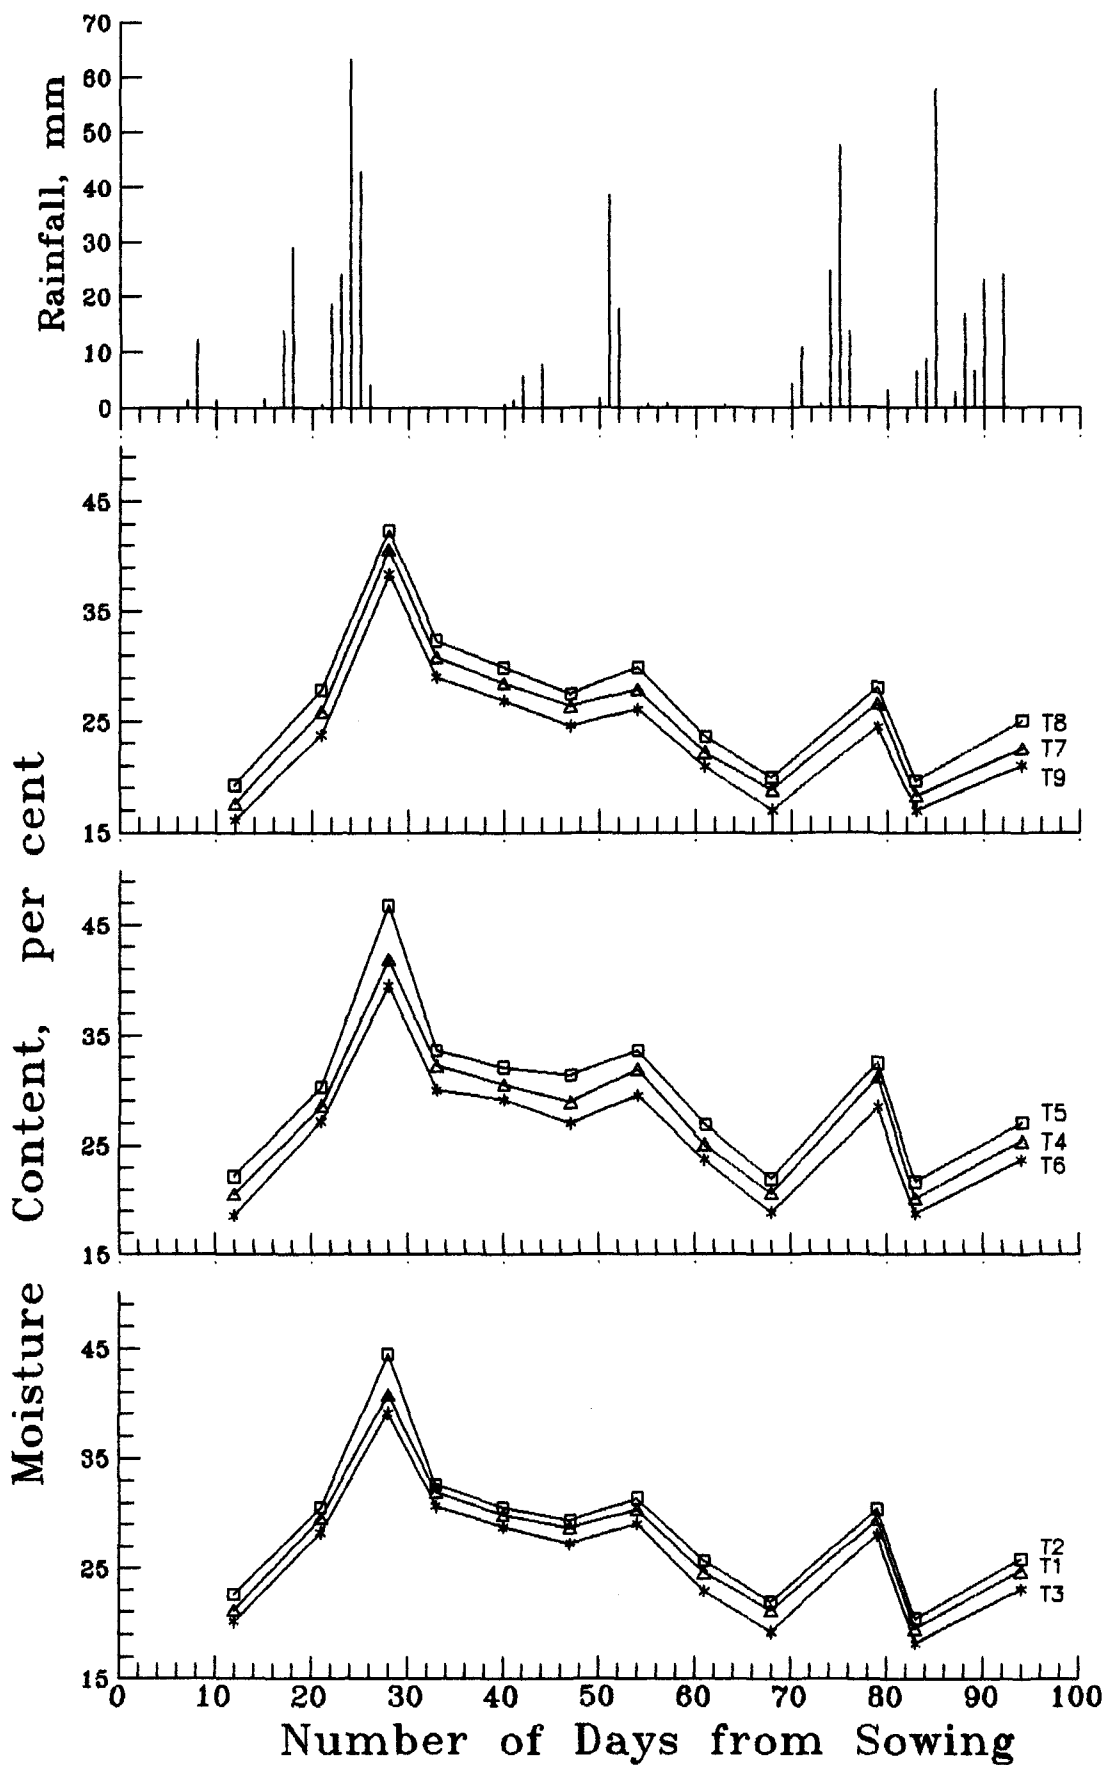 70
60
50
40
30
20
10
0
Rainfall, mm
45
35
25
15
T8
T7
T9
45
35
25
15
T5
T4
T6
45
35
25
15
T2
T1
T3
Moisture Content, per cent
0 10 20 30 40 50 60 70 80 90 100
Number of Days from Sowing